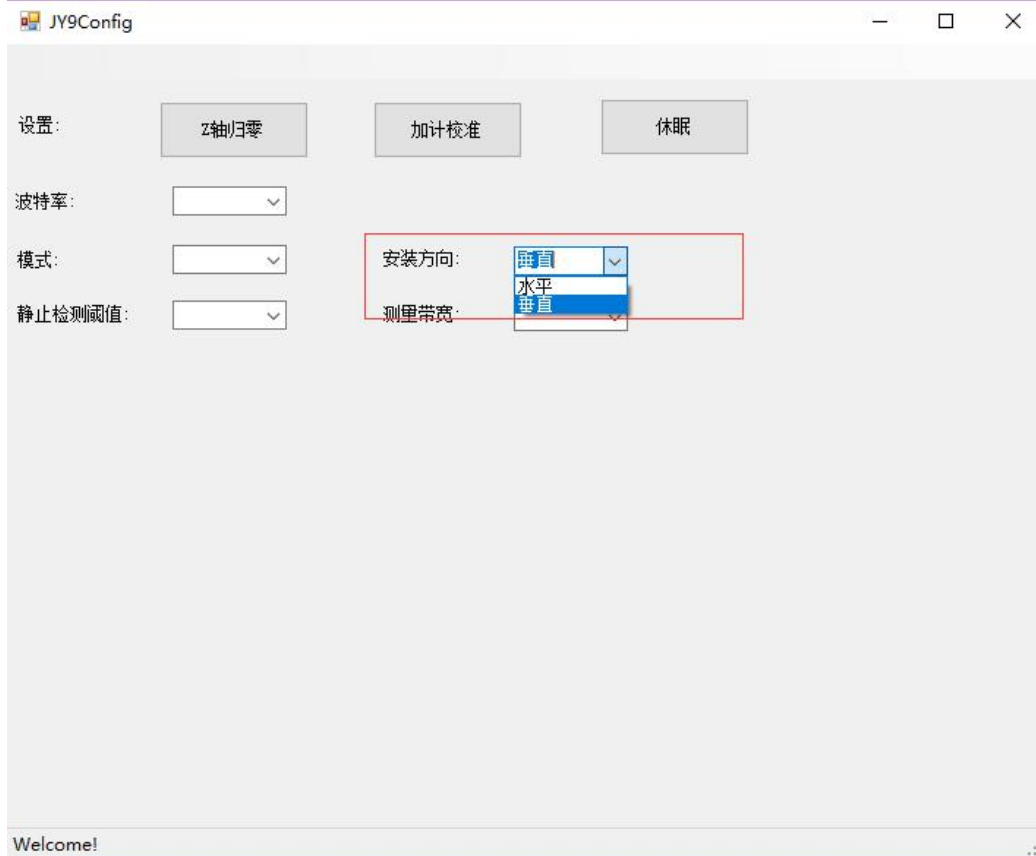 JY9Config
设置:
Z轴归零
加计校准
休眠
波特率:
模式:
安装方向:
垂直
水平
垂直
静止检测阈值:
测里带宽:
Welcome!